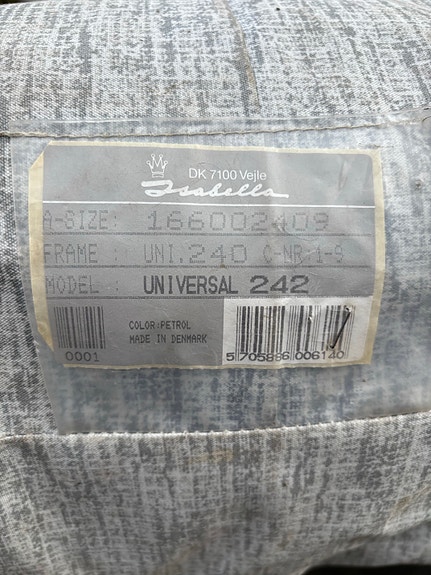 DK 7100 Vejle
Isabella
A-SIZE: 166002409
FRAME : UNI.240 C-NR 1-9
MODEL : UNIVERSAL 242
COLOR:PETROL
MADE IN DENMARK
0001
5 705886 006140